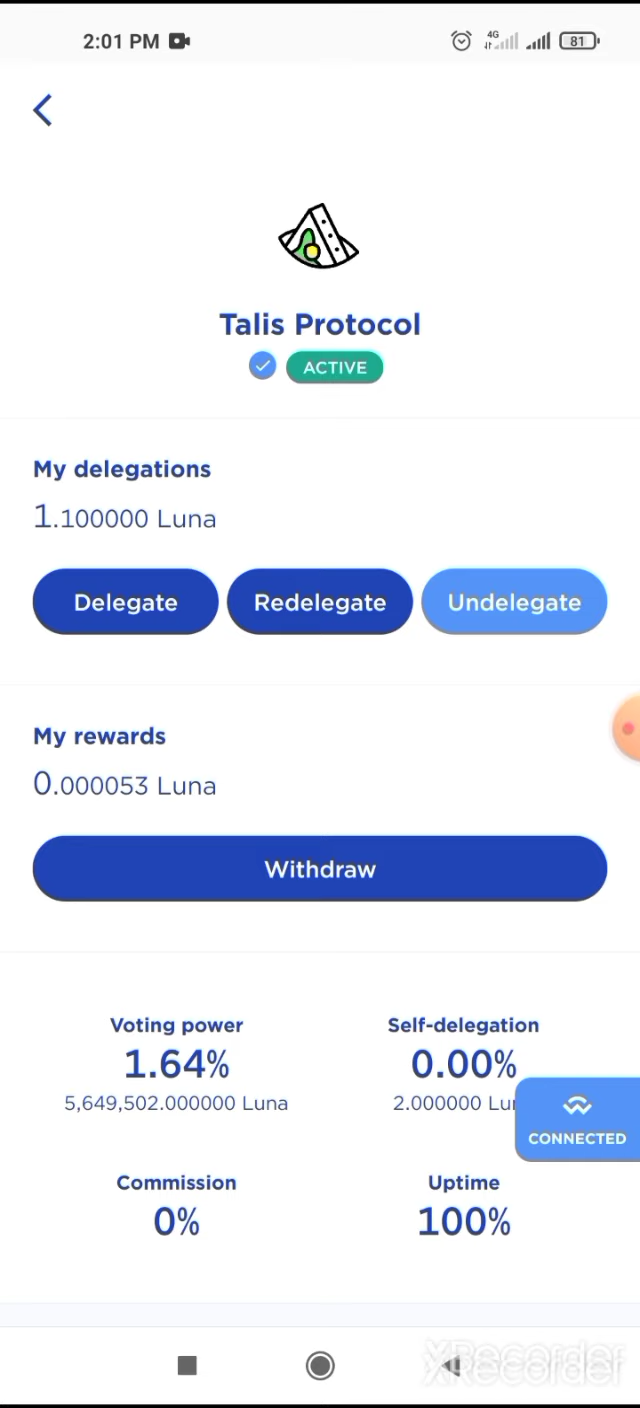 2:01 PM
4G
81
Talis Protocol
ACTIVE
My delegations
1.100000 Luna
Delegate
Redelegate
Undelegate
My rewards
0.000053 Luna
Withdraw
Voting power
Self-delegation
1.64%
0.00%
5,649,502.000000 Luna
2.000000 Lu
CONNECTED
Commission
Uptime
0%
100%
XRecorder